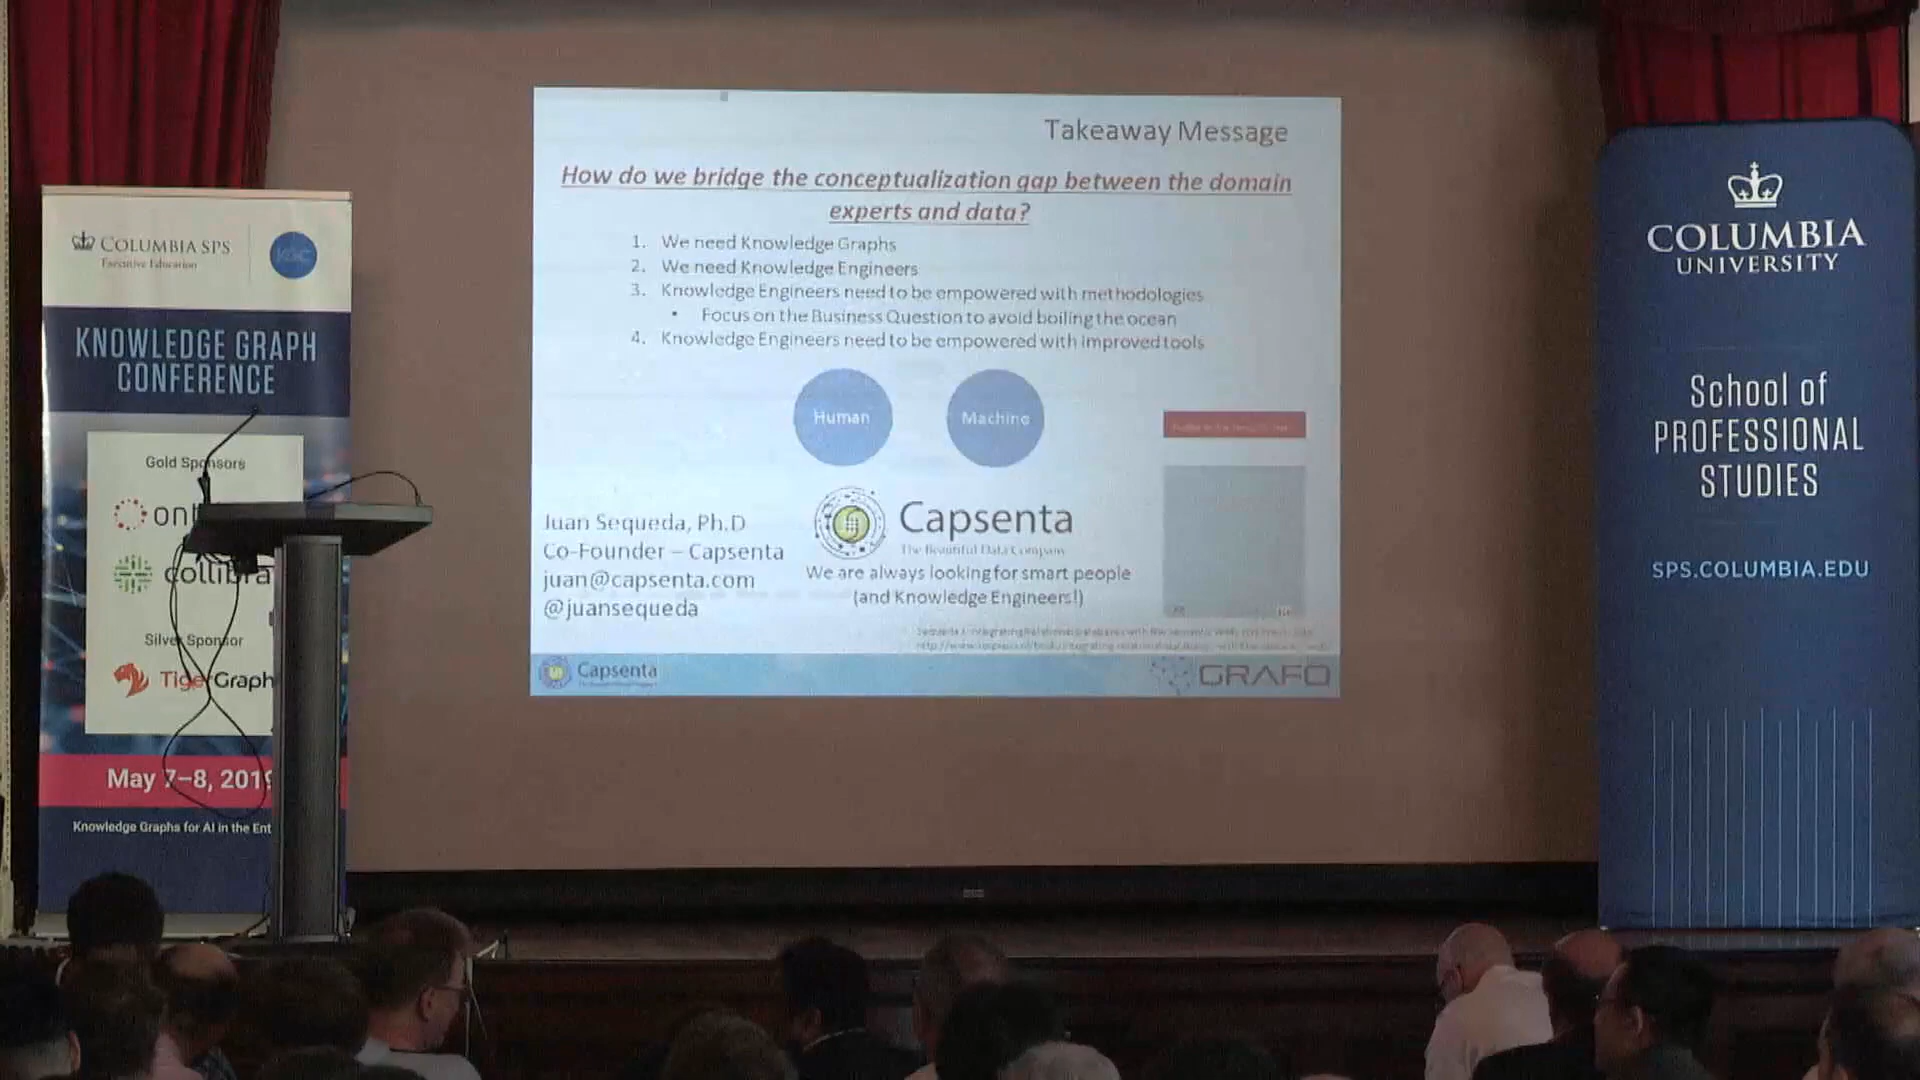 Takeaway Message
How do we bridge the conceptualization gap between the domain
experts and data?
1. We need Knowledge Graphs
2. We need Knowledge Engineers
3. Knowledge Engineers need to be empowered with methodologies
• Focus on the Business Question to avoid boiling the ocean
4. Knowledge Engineers need to be empowered with improved tools
Human
Machine
Juan Sequeda, Ph.D
Co-Founder – Capsenta
juan@capsenta.com
@juansequeda
Capsenta
The Beautiful Data Company
We are always looking for smart people
(and Knowledge Engineers!)
Capsenta
GRAFO
COLUMBIA SPS
Executive Education
KGC
KNOWLEDGE GRAPH
CONFERENCE
Gold Sponsors
collibra
Silver Sponsor
TigerGraph
May 7–8, 2019
Knowledge Graphs for AI in the Ent
COLUMBIA
UNIVERSITY
School of
PROFESSIONAL
STUDIES
SPS.COLUMBIA.EDU